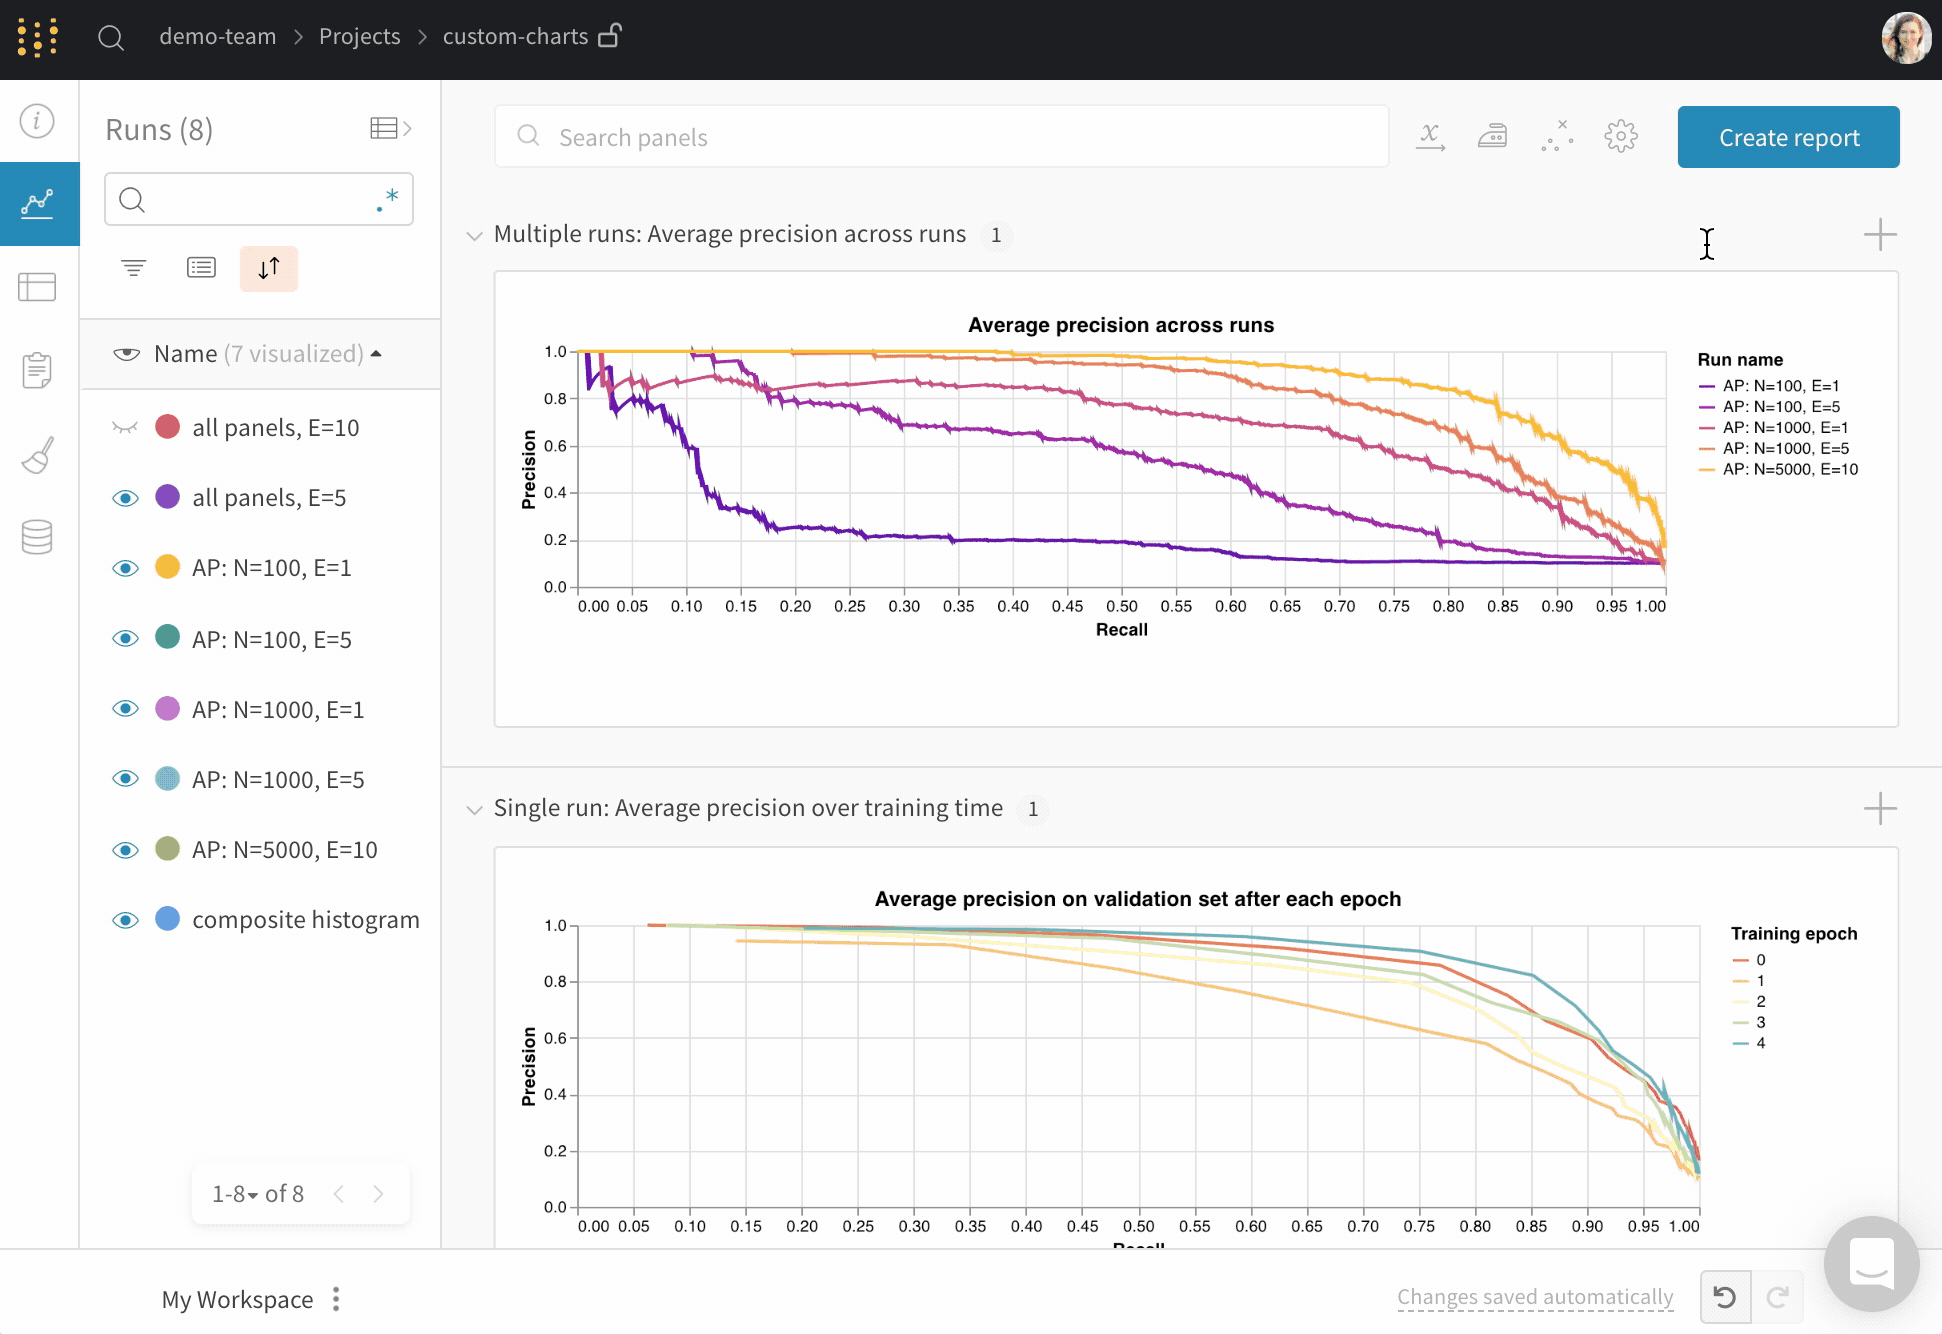 demo-team > Projects > custom-charts
Runs (8)
.*
Name (7 visualized)
all panels, E=10
all panels, E=5
AP: N=100, E=1
AP: N=100, E=5
AP: N=1000, E=1
AP: N=1000, E=5
AP: N=5000, E=10
composite histogram
1-8 of 8
Search panels
Create report
Multiple runs: Average precision across runs 1
Average precision across runs
Precision
1.0
0.8
0.6
0.4
0.2
0.0
0.00 0.05 0.10 0.15 0.20 0.25 0.30 0.35 0.40 0.45 0.50 0.55 0.60 0.65 0.70 0.75 0.80 0.85 0.90 0.95 1.00
Recall
Run name
AP: N=100, E=1
AP: N=100, E=5
AP: N=1000, E=1
AP: N=1000, E=5
AP: N=5000, E=10
Single run: Average precision over training time 1
Average precision on validation set after each epoch
Precision
1.0
0.8
0.6
0.4
0.2
0.0
0.00 0.05 0.10 0.15 0.20 0.25 0.30 0.35 0.40 0.45 0.50 0.55 0.60 0.65 0.70 0.75 0.80 0.85 0.90 0.95 1.00
Recall
Training epoch
0
1
2
3
4
My Workspace
Changes saved automatically